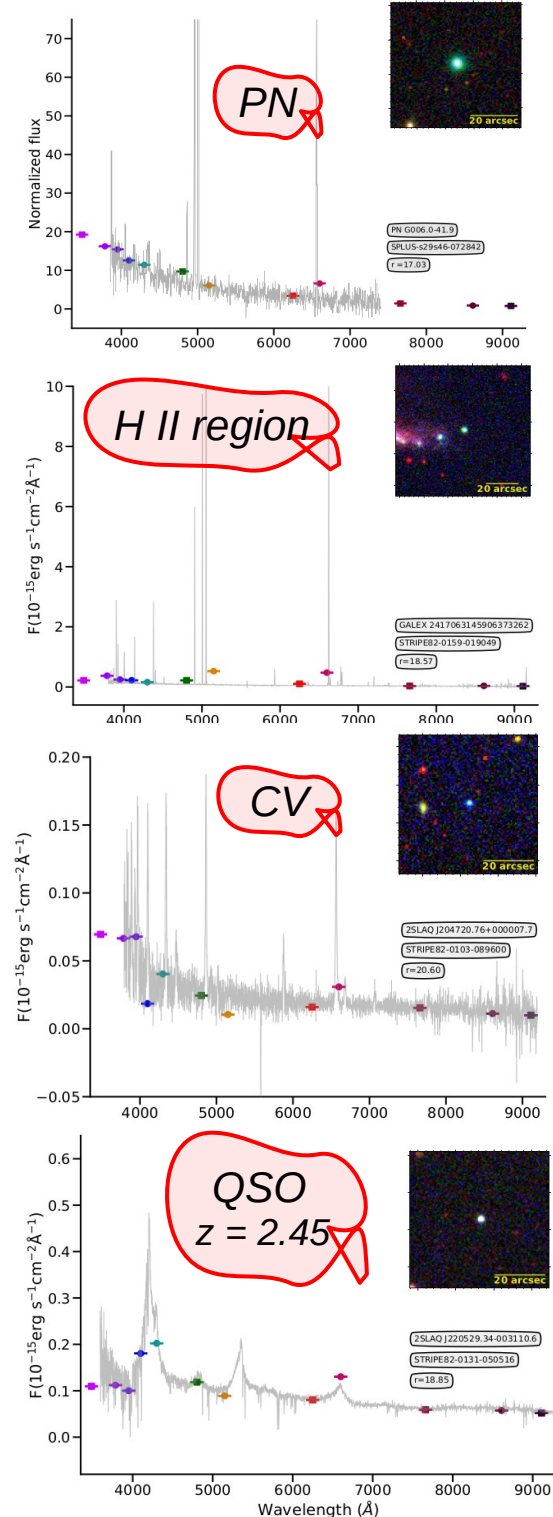 70
60
50
40
30
20
10
0
Normalized flux
PN
20 arcsec
PN G006.0-41.9
SPLUS-s29s46-072842
r =17.03
4000 5000 6000 7000 8000 9000
10
8
6
4
2
0
F(10⁻¹⁵erg s⁻¹cm⁻²Å⁻¹)
H II region
20 arcsec
GALEX 2417063145906373262
STRIPE82-0159-019049
r=18.57
4000 5000 6000 7000 8000 9000
0.20
0.15
0.10
0.05
0.00
−0.05
F(10⁻¹⁵erg s⁻¹cm⁻²Å⁻¹)
CV
20 arcsec
2SLAQ J204720.76+000007.7
STRIPE82-0103-089600
r=20.60
4000 5000 6000 7000 8000 9000
0.6
0.5
0.4
0.3
0.2
0.1
0.0
F(10⁻¹⁵erg s⁻¹cm⁻²Å⁻¹)
QSO
z = 2.45
20 arcsec
2SLAQ J220529.34-003110.6
STRIPE82-0131-050516
r=18.85
4000 5000 6000 7000 8000 9000
Wavelength (Å)